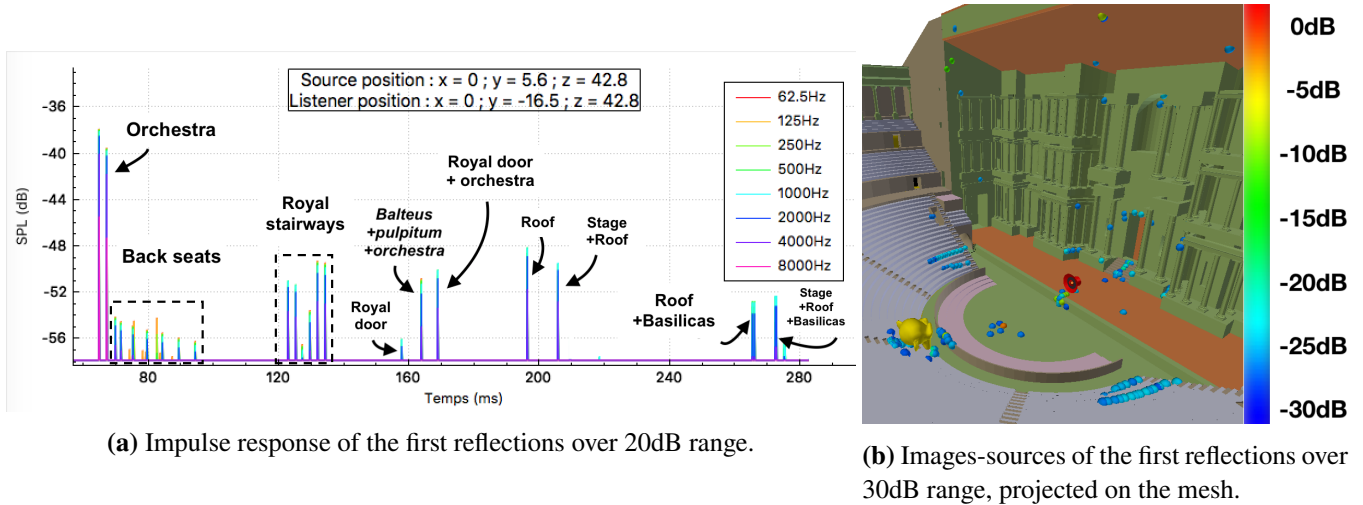 Source position : x = 0 ; y = 5.6 ; z = 42.8
Listener position : x = 0 ; y = -16.5 ; z = 42.8
SPL (dB)
-36
-40
-44
-48
-52
-56
Orchestra
Back seats
Royal
stairways
Balteus
+pulpitum
+orchestra
Royal
door
Royal door
+ orchestra
Roof
Stage
+Roof
Roof
+Basilicas
Stage
+Roof
+Basilicas
62.5Hz
125Hz
250Hz
500Hz
1000Hz
2000Hz
4000Hz
8000Hz
80
120
160
200
240
280
Temps (ms)
(a) Impulse response of the first reflections over 20dB range.
0dB
-5dB
-10dB
-15dB
-20dB
-25dB
-30dB
(b) Images-sources of the first reflections over
30dB range, projected on the mesh.